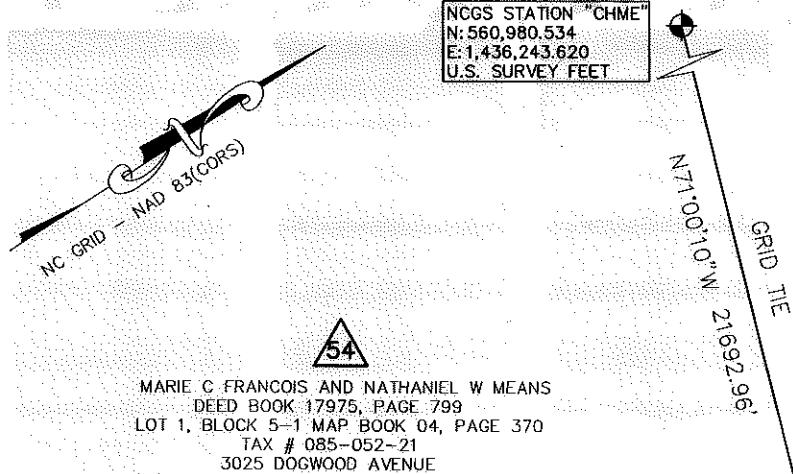 NCGS STATION "CHME"
N: 560,980.534
E: 1,436,243.620
U.S. SURVEY FEET
N
NC GRID - NAD 83(CORS)
GRID TIE
N71°00'10"W 21692.96'
54
MARIE C FRANCOIS AND NATHANIEL W MEANS
DEED BOOK 17975, PAGE 799
LOT 1, BLOCK 5-1 MAP BOOK 04, PAGE 370
TAX # 085-052-21
3025 DOGWOOD AVENUE